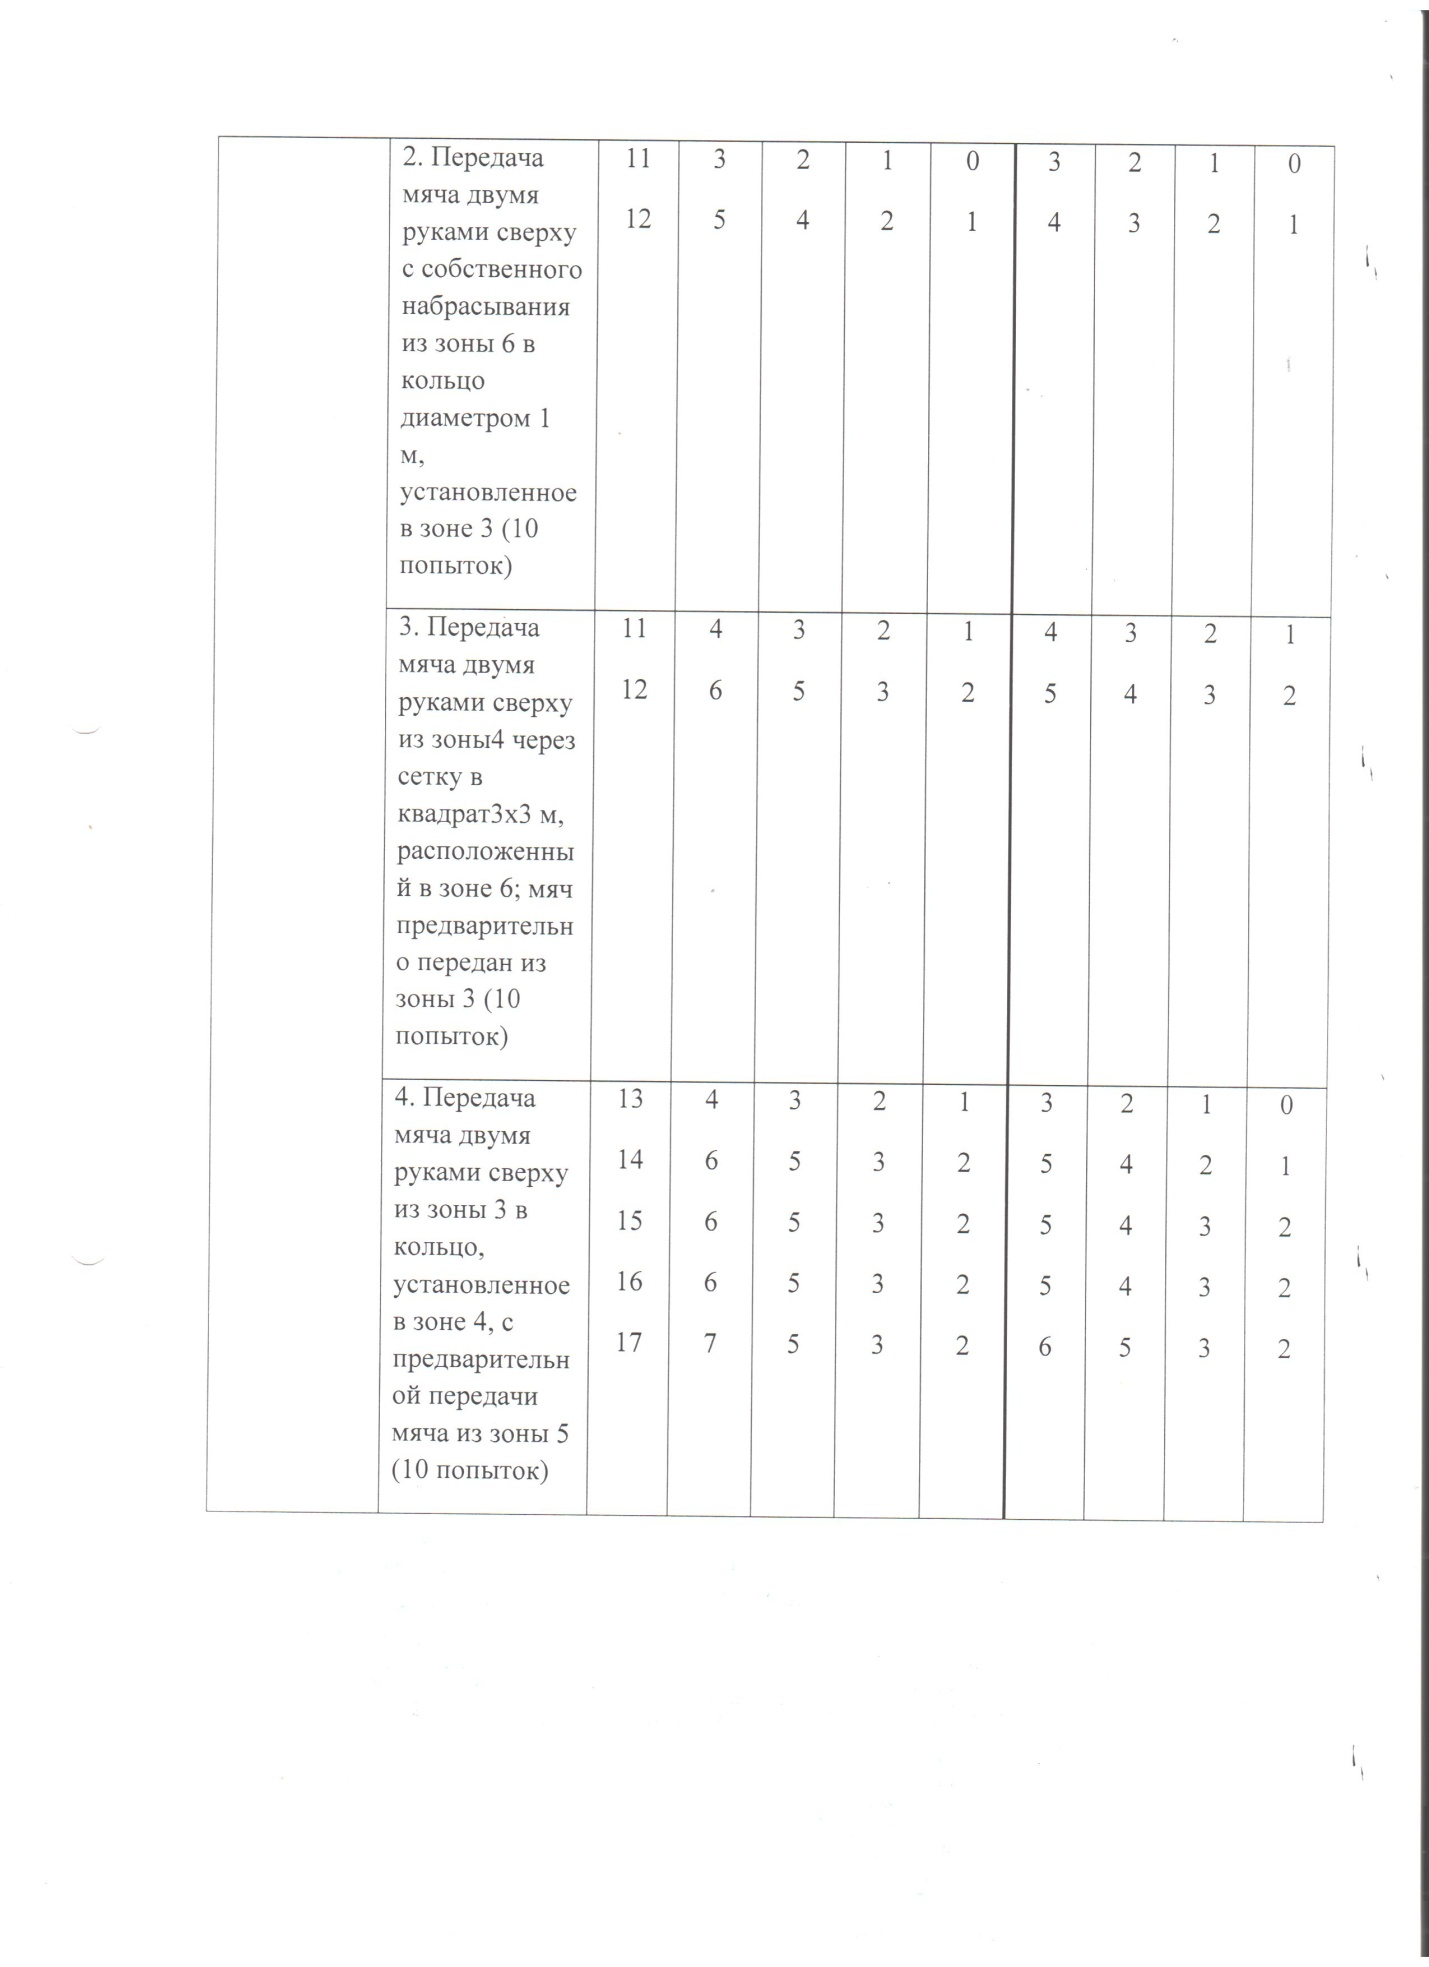 2. Передача 11 3 2 1 0 3 2 1 0
мяча двумя
руками сверху 12 5 4 2 1 4 3 2 1
с собственного
набрасывания
из зоны 6 в
кольцо
диаметром 1
м,
установленное
в зоне 3 (10
попыток)
3. Передача 11 4 3 2 1 4 3 2 1
мяча двумя
руками сверху 12 6 5 3 2 5 4 3 2
из зоны4 через
сетку в
квадрат3х3 м,
расположенны
й в зоне 6; мяч
предварительн
о передан из
зоны 3 (10
попыток)
4. Передача 13 4 3 2 1 3 2 1 0
мяча двумя
руками сверху 14 6 5 3 2 5 4 2 1
из зоны 3 в 15 6 5 3 2 5 4 3 2
кольцо,
установленное 16 6 5 3 2 5 4 3 2
в зоне 4, с
предварительн 17 7 5 3 2 6 5 3 2
ой передачи
мяча из зоны 5
(10 попыток)